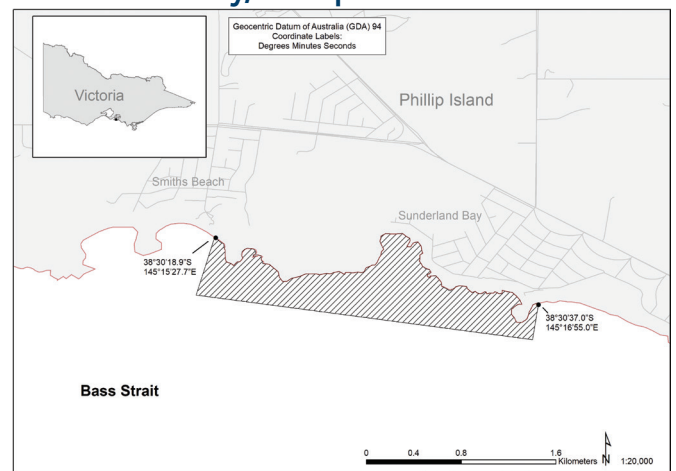 Geocentric Datum of Australia (GDA) 94
Coordinate Labels:
Degrees Minutes Seconds
Victoria
Phillip Island
Smiths Beach
Sunderland Bay
38°30'18.9"S
145°15'27.7"E
38°30'37.0"S
145°16'55.0"E
Bass Strait
0 0.4 0.8 1.6
Kilometers N 1:20,000